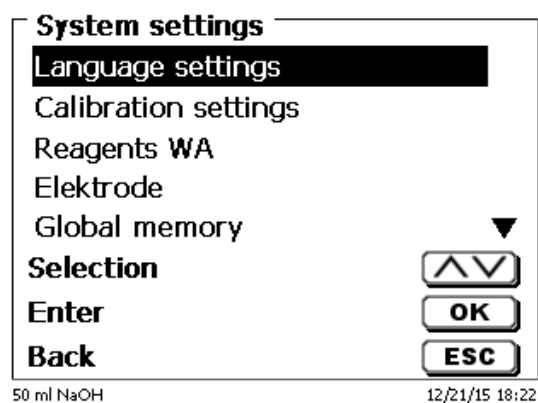 System settings
Language settings
Calibration settings
Reagents WA
Elektrode
Global memory
Selection
Enter OK
Back ESC
50 ml NaOH 12/21/15 18:22